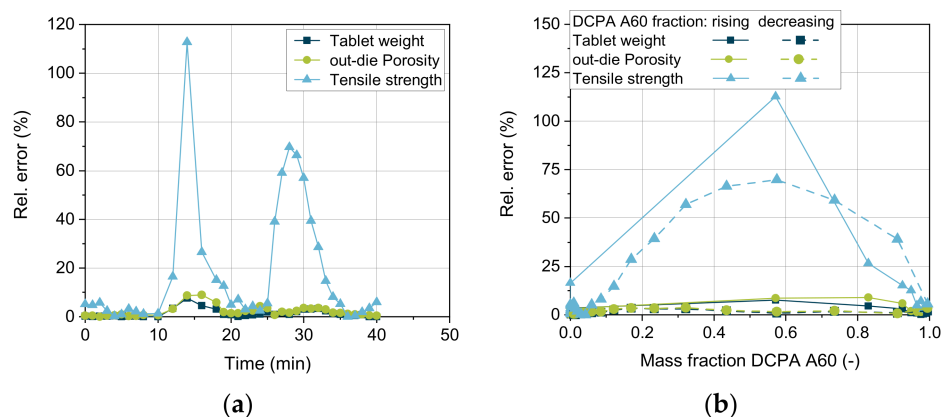 120
100
80
60
40
20
0
Rel. error (%)
Tablet weight
out-die Porosity
Tensile strength
0 10 20 30 40 50
Time (min)
(a)
150
125
100
75
50
25
0
Rel. error (%)
DCPA A60 fraction: rising decreasing
Tablet weight
out-die Porosity
Tensile strength
0.0 0.2 0.4 0.6 0.8 1.0
Mass fraction DCPA A60 (-)
(b)